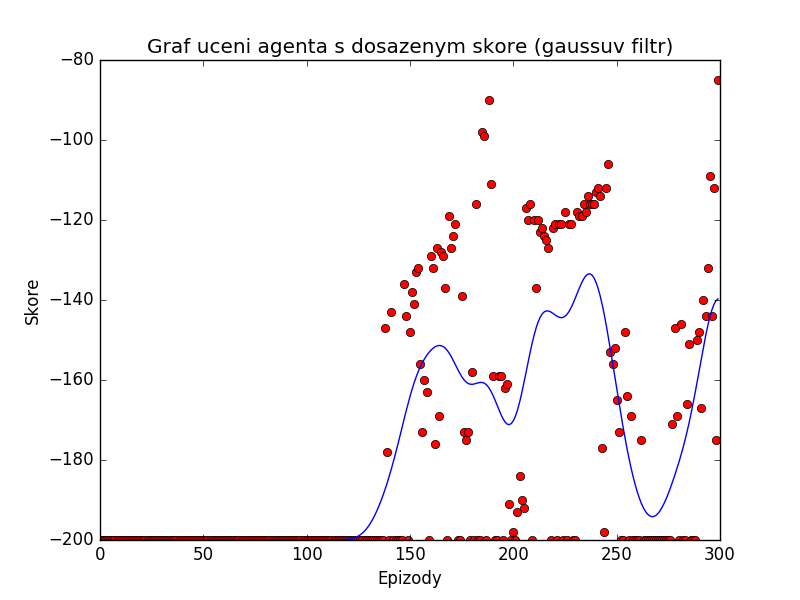 Graf uceni agenta s dosazenym skore (gaussuv filtr)
−80
−100
−120
−140
−160
−180
−200
Skore
0 50 100 150 200 250 300
Epizody